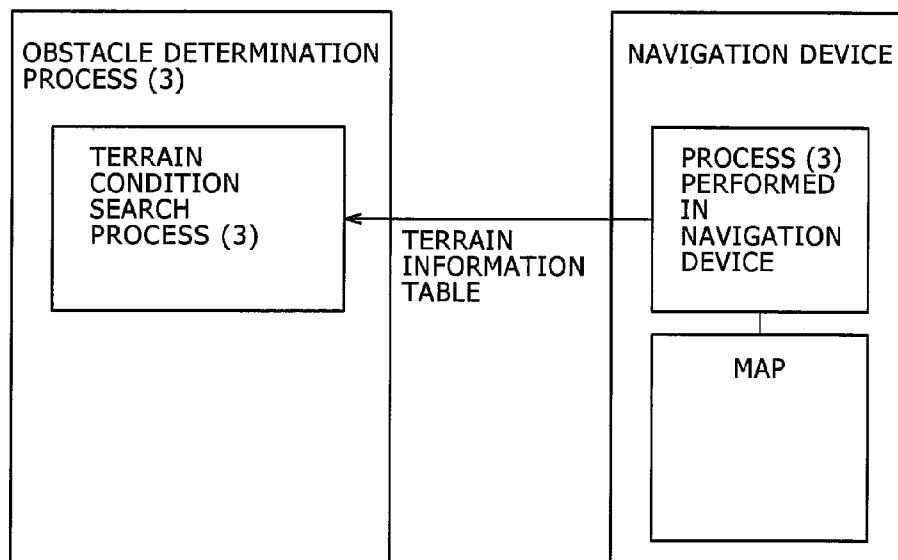 OBSTACLE DETERMINATION
PROCESS (3)
TERRAIN
CONDITION
SEARCH
PROCESS (3)
TERRAIN
INFORMATION
TABLE
NAVIGATION DEVICE
PROCESS (3)
PERFORMED
IN
NAVIGATION
DEVICE
MAP